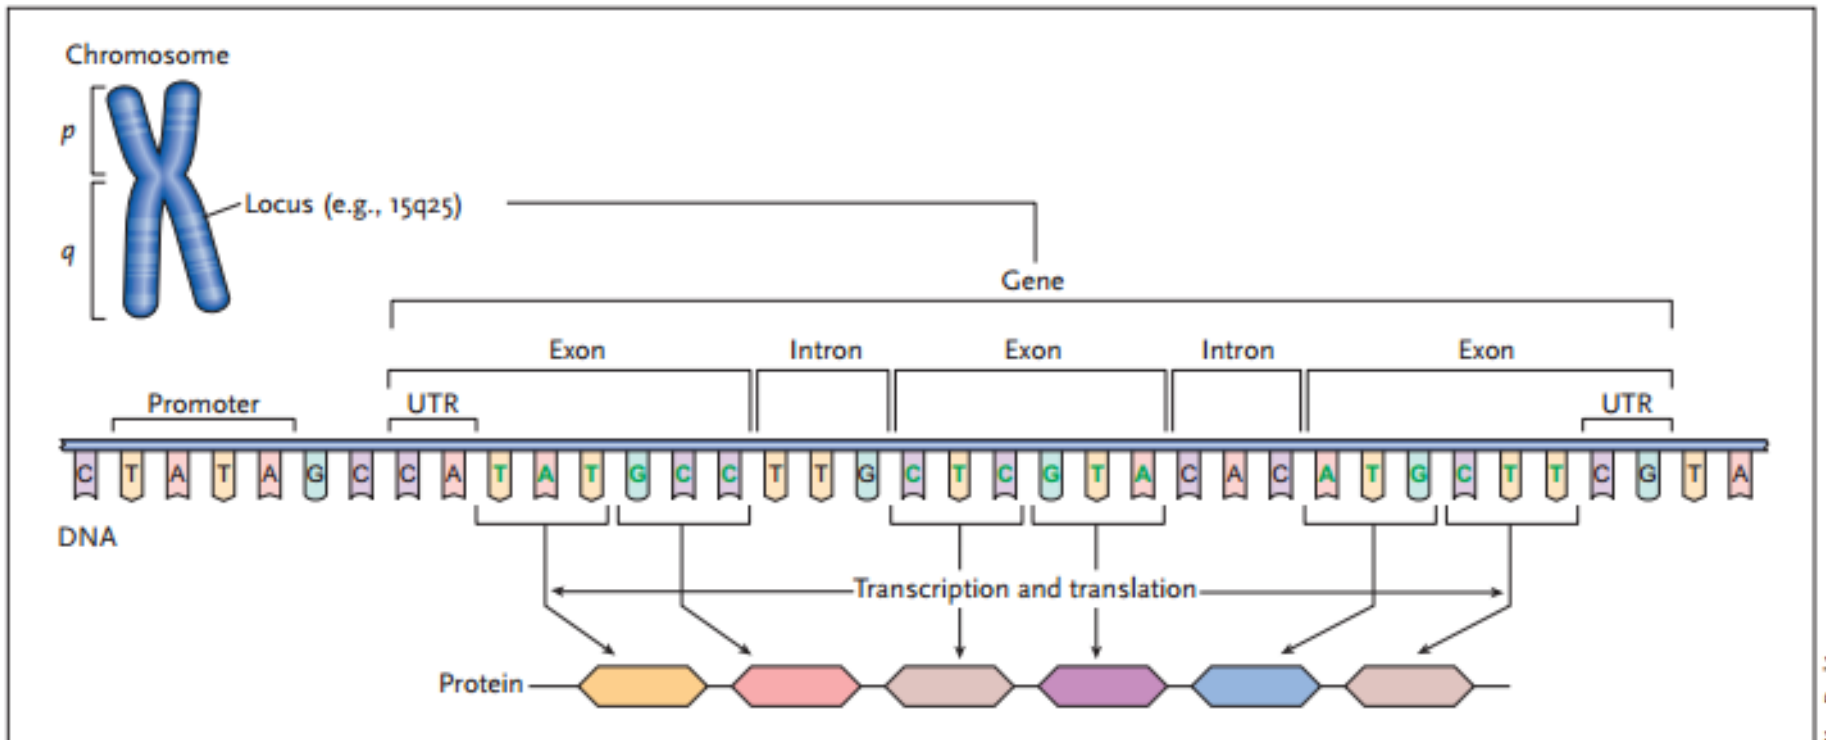 Chromosome
p
q
Locus (e.g., 15q25)
Gene
Exon Intron Exon Intron Exon
Promoter UTR UTR
C T A T A G C C A T A T G C C T T G C T C G T A C A C A T G C T T C G T A
DNA
Transcription and translation
Protein